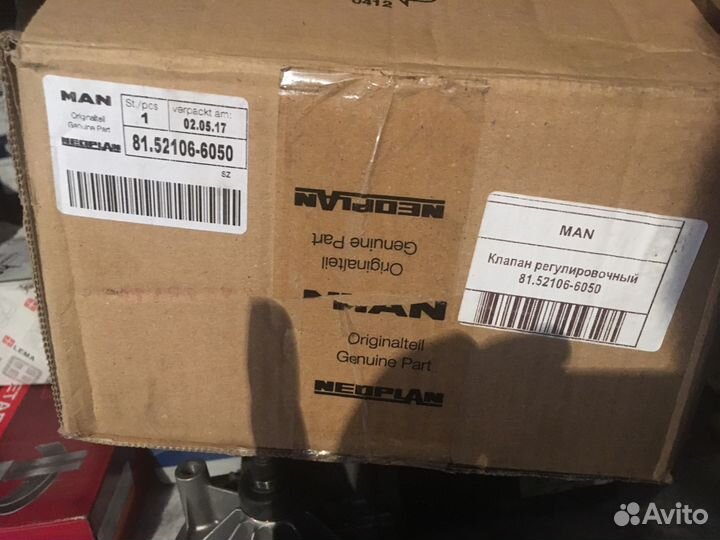 0412
MAN
Originalteil
Genuine Part
NEOPLAN
St./pcs
1
verpackt am:
02.05.17
81.52106-6050
SZ
NEOPLAN
Genuine Part
Originalteil
MAN
Originalteil
Genuine Part
NEOPLAN
MAN
Клапан регулировочный
81.52106-6050
LEMA
Avito